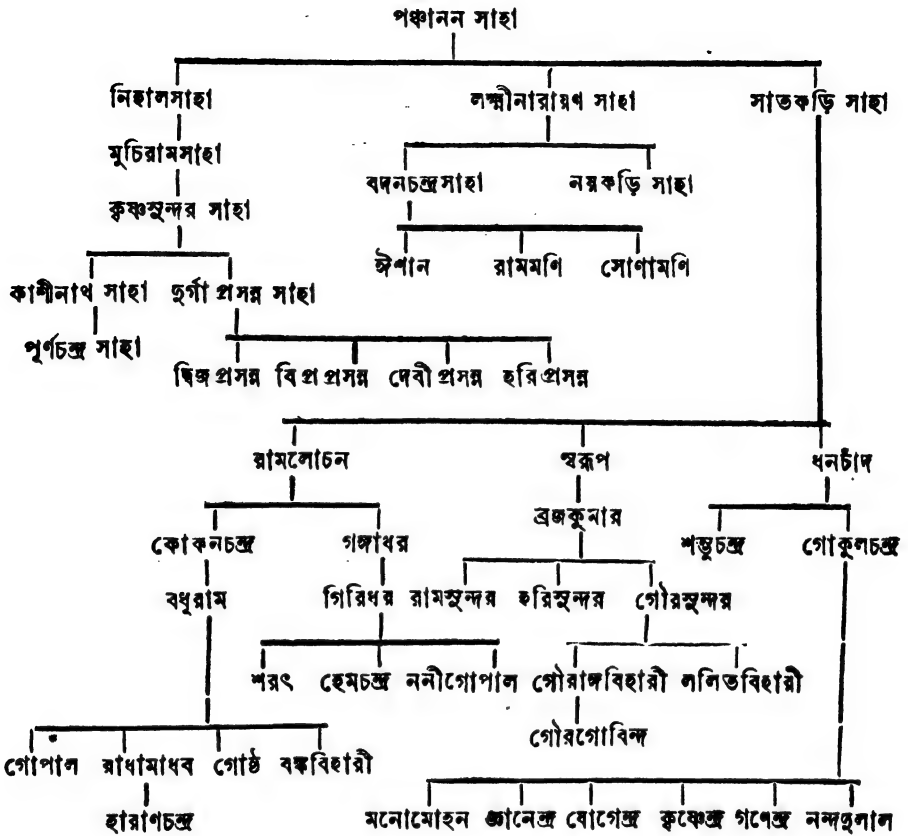 পঞ্চানন সাহা
নিহালসাহা লক্ষ্মীনারায়ণ সাহা সাতকড়ি সাহা
মুচিরামসাহা
বদনচন্দ্রসাহা নয়কড়ি সাহা
কৃষ্ণসুন্দর সাহা
ঈশান রামমণি সোণামণি
কাশীনাথ সাহা দুর্গাপ্রসন্ন সাহা
পূর্ণচন্দ্র সাহা
দ্বিজপ্রসন্ন বিপ্রপ্রসন্ন দেবীপ্রসন্ন হরিপ্রসন্ন
রামলোচন স্বরূপ ধনচাঁদ
ব্রজকুমার
কোকনচন্দ্র গঙ্গাধর শম্ভুচন্দ্র গোকুলচন্দ্র
বধূরাম গিরিধর রামসুন্দর হরিসুন্দর গৌরসুন্দর
শরৎ হেমচন্দ্র ননীগোপাল গৌরাঙ্গবিহারী ললিতবিহারী
গৌরগোবিন্দ
গোপাল রাধামাধব গোষ্ঠ বঙ্কবিহারী
হারাণচন্দ্র মনোমোহন জ্ঞানেন্দ্র যোগেন্দ্র কৃষ্ণেন্দ্র গণেন্দ্র নন্দদুলাল